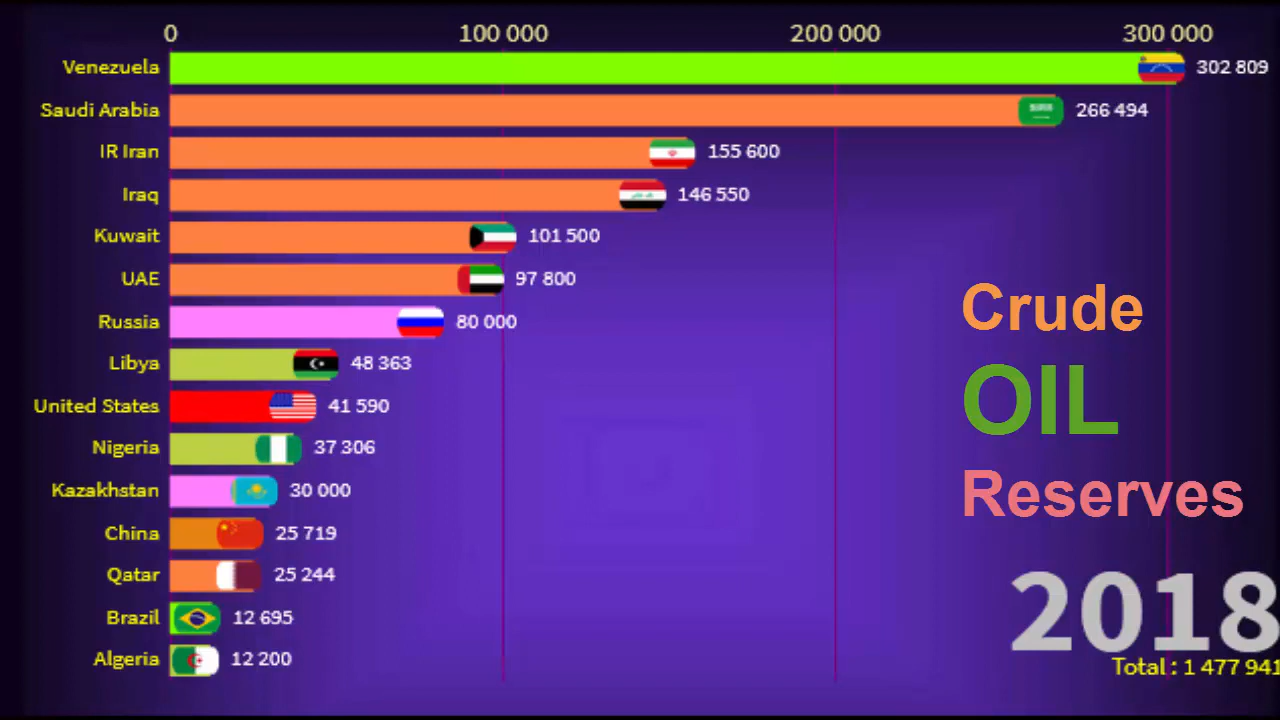 0 100 000 200 000 300 000
Venezuela 302 809
Saudi Arabia 266 494
IR Iran 155 600
Iraq 146 550
Kuwait 101 500
UAE 97 800
Russia 80 000
Libya 48 363
United States 41 590
Nigeria 37 306
Kazakhstan 30 000
China 25 719
Qatar 25 244
Brazil 12 695
Algeria 12 200
Crude
OIL
Reserves
2018
Total : 1 477 941